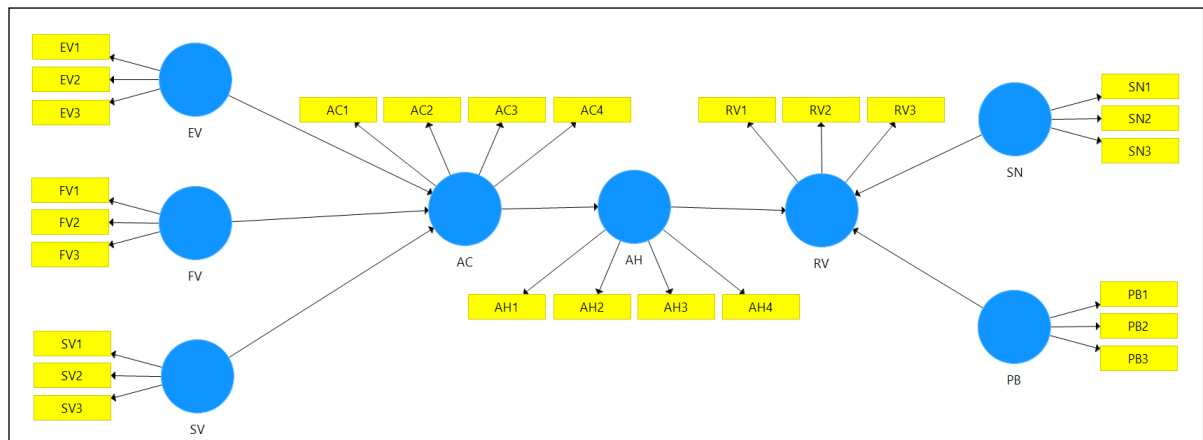 EV1
EV2
EV3
EV
FV1
FV2
FV3
FV
SV1
SV2
SV3
SV
AC1
AC2
AC3
AC4
AC
AH
AH1
AH2
AH3
AH4
RV1
RV2
RV3
RV
SN1
SN2
SN3
SN
PB1
PB2
PB3
PB